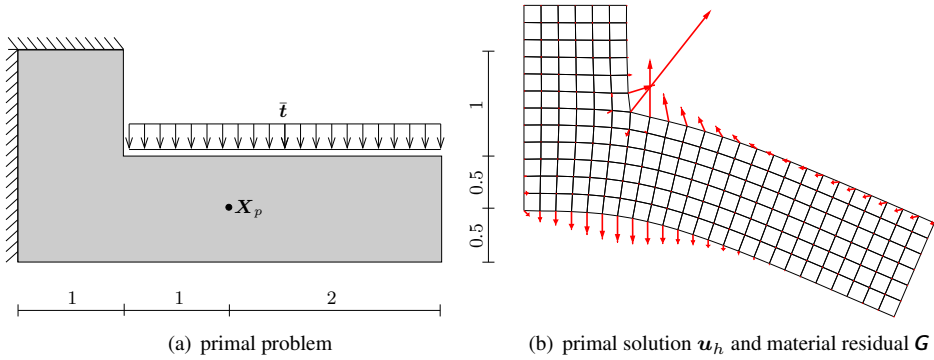 t̄
X_p
1
0.5
0.5
1 1 2
(a) primal problem
(b) primal solution u_h and material residual G